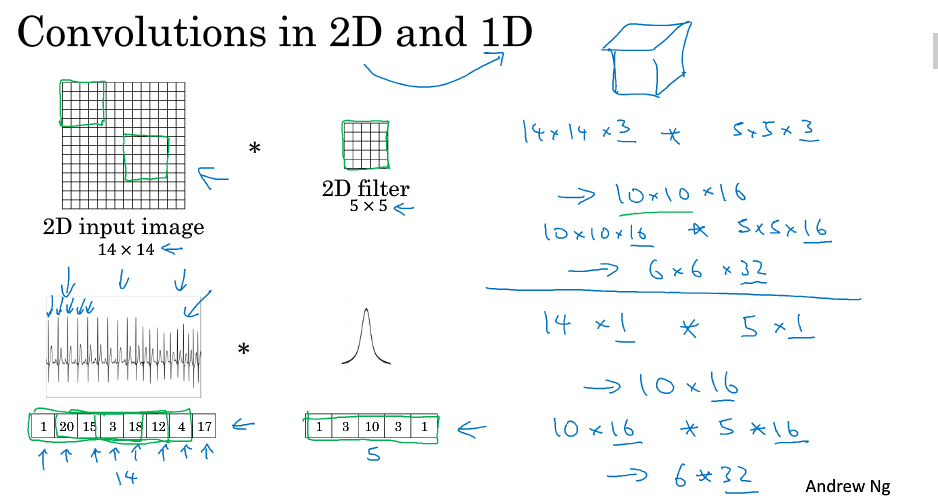 Convolutions in 2D and 1D
*
2D input image
14 × 14
2D filter
5 × 5
14 × 14 × 3 * 5 × 5 × 3
→ 10×10 × 16
10×10×16 * 5×5×16
→ 6×6 × 32
*
14 × 1 * 5 × 1
→ 10 × 16
10 × 16 * 5 * 16
→ 6 * 32
1 20 15 3 18 12 4 17
14
1 3 10 3 1
5
Andrew Ng